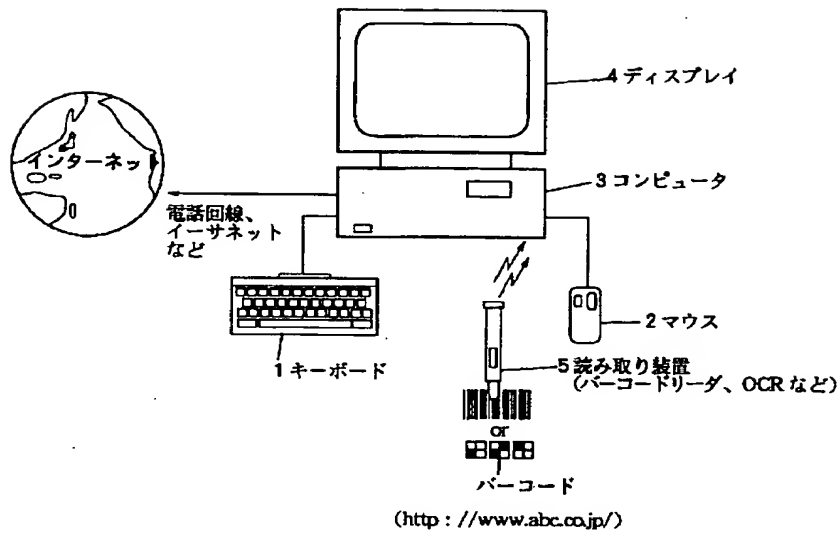 4 ディスプレイ
インターネット
3 コンピュータ
電話回線、
イーサネット
など
2 マウス
1 キーボード
5 読み取り装置
(バーコードリーダ、OCR など)
or
バーコード
(http : //www.abc.co.jp/)